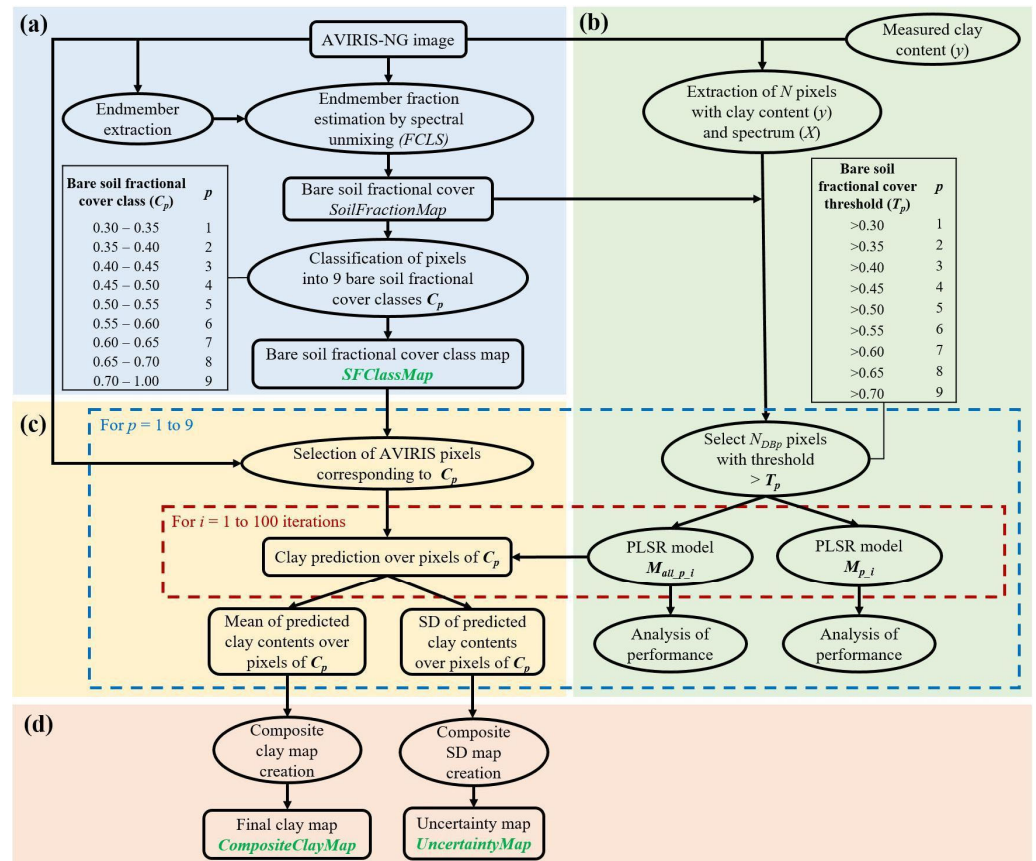 (a)
AVIRIS-NG image
Endmember
extraction
Endmember fraction
estimation by spectral
unmixing (FCLS)
Bare soil fractional cover
SoilFractionMap
Bare soil fractional
cover class (Cp)
p
0.30 – 0.35 1
0.35 – 0.40 2
0.40 – 0.45 3
0.45 – 0.50 4
0.50 – 0.55 5
0.55 – 0.60 6
0.60 – 0.65 7
0.65 – 0.70 8
0.70 – 1.00 9
Classification of pixels
into 9 bare soil fractional
cover classes Cp
Bare soil fractional cover class map
SFClassMap
(b)
Measured clay
content (y)
Extraction of N pixels
with clay content (y)
and spectrum (X)
Bare soil
fractional cover
threshold (Tp)
p
>0.30 1
>0.35 2
>0.40 3
>0.45 4
>0.50 5
>0.55 6
>0.60 7
>0.65 8
>0.70 9
Select NDBp pixels
with threshold
> Tp
PLSR model
Mall_p_i
PLSR model
Mp_i
Analysis of
performance
Analysis of
performance
(c)
For p = 1 to 9
Selection of AVIRIS pixels
corresponding to Cp
For i = 1 to 100 iterations
Clay prediction over pixels of Cp
Mean of predicted
clay contents over
pixels of Cp
SD of predicted
clay contents
over pixels of Cp
(d)
Composite
clay map
creation
Composite
SD map
creation
Final clay map
CompositeClayMap
Uncertainty map
UncertaintyMap